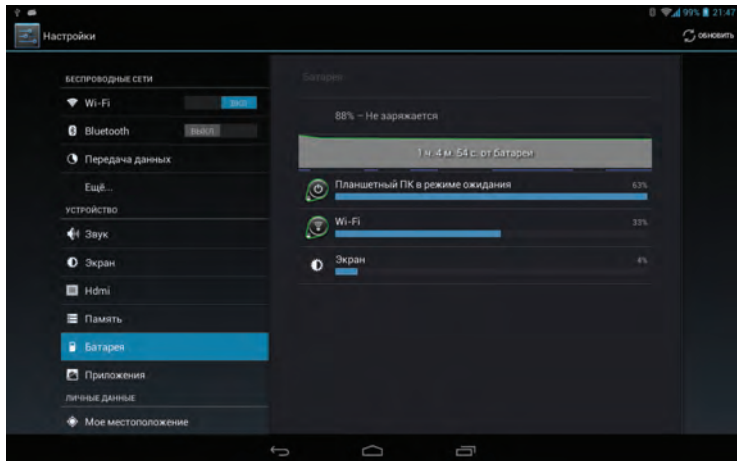 99% 21:47
Настройки
ОБНОВИТЬ
БЕСПРОВОДНЫЕ СЕТИ
Wi-Fi
ВКЛ
Bluetooth
ВЫКЛ
Передача данных
Ещё...
УСТРОЙСТВО
Звук
Экран
Hdmi
Память
Батарея
Приложения
ЛИЧНЫЕ ДАННЫЕ
Мое местоположение
Батарея
88% – Не заряжается
1 ч. 4 м. 54 с. от батареи
Планшетный ПК в режиме ожидания
63%
Wi-Fi
33%
Экран
4%